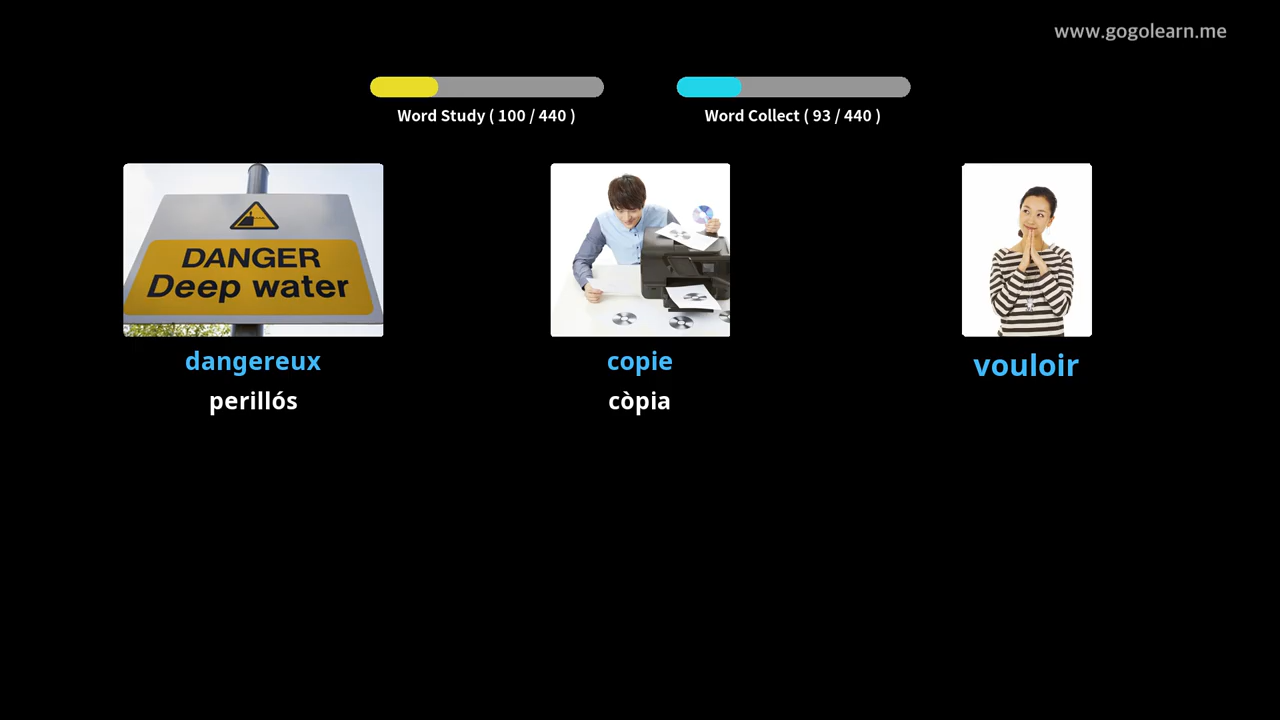 www.gogolearn.me
Word Study ( 100 / 440 )
Word Collect ( 93 / 440 )
DANGER
Deep water
dangereux
copie
vouloir
perillós
còpia